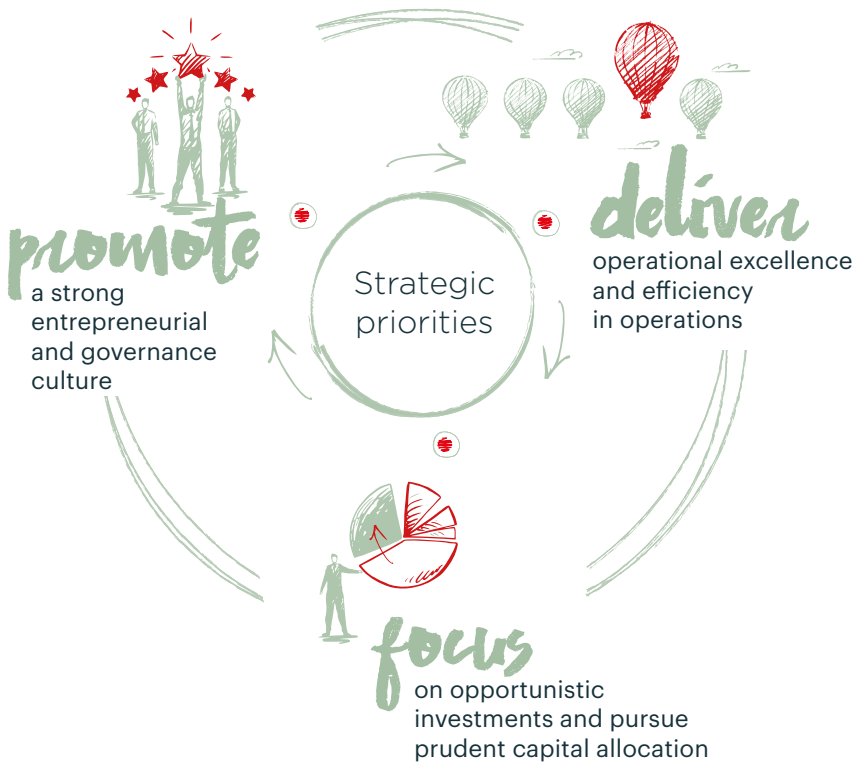 promote
a strong
entrepreneurial
and governance
culture
Strategic
priorities
deliver
operational excellence
and efficiency
in operations
focus
on opportunistic
investments and pursue
prudent capital allocation